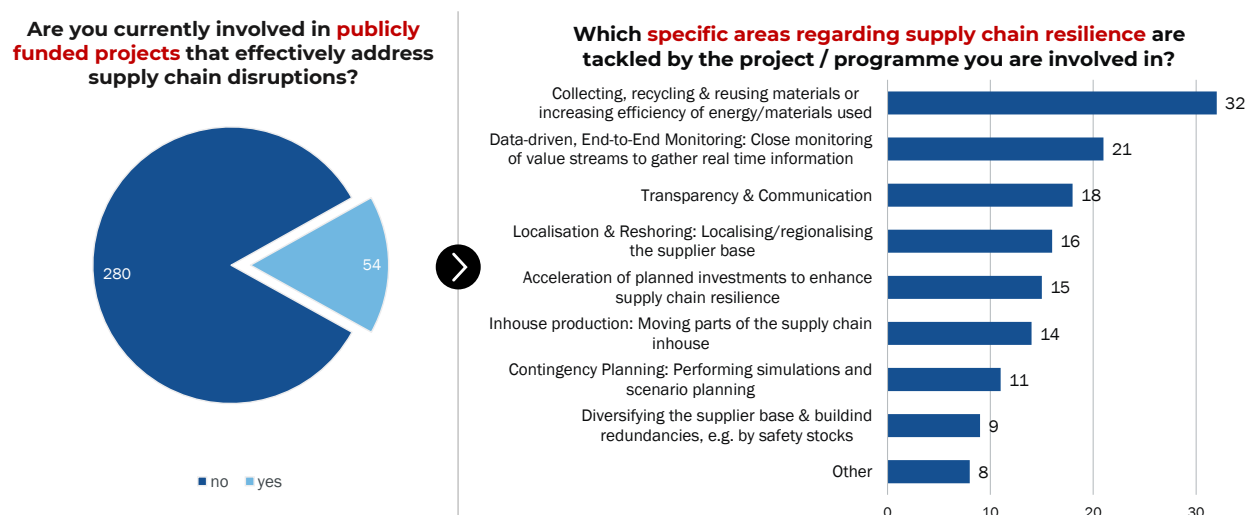 Are you currently involved in publicly
funded projects that effectively address
supply chain disruptions?
280
54
no yes
Which specific areas regarding supply chain resilience are
tackled by the project / programme you are involved in?
Collecting, recycling & reusing materials or
increasing efficiency of energy/materials used
32
Data-driven, End-to-End Monitoring: Close monitoring
of value streams to gather real time information
21
Transparency & Communication
18
Localisation & Reshoring: Localising/regionalising
the supplier base
16
Acceleration of planned investments to enhance
supply chain resilience
15
Inhouse production: Moving parts of the supply chain
inhouse
14
Contingency Planning: Performing simulations and
scenario planning
11
Diversifying the supplier base & buildind
redundancies, e.g. by safety stocks
9
Other
8
0 10 20 30